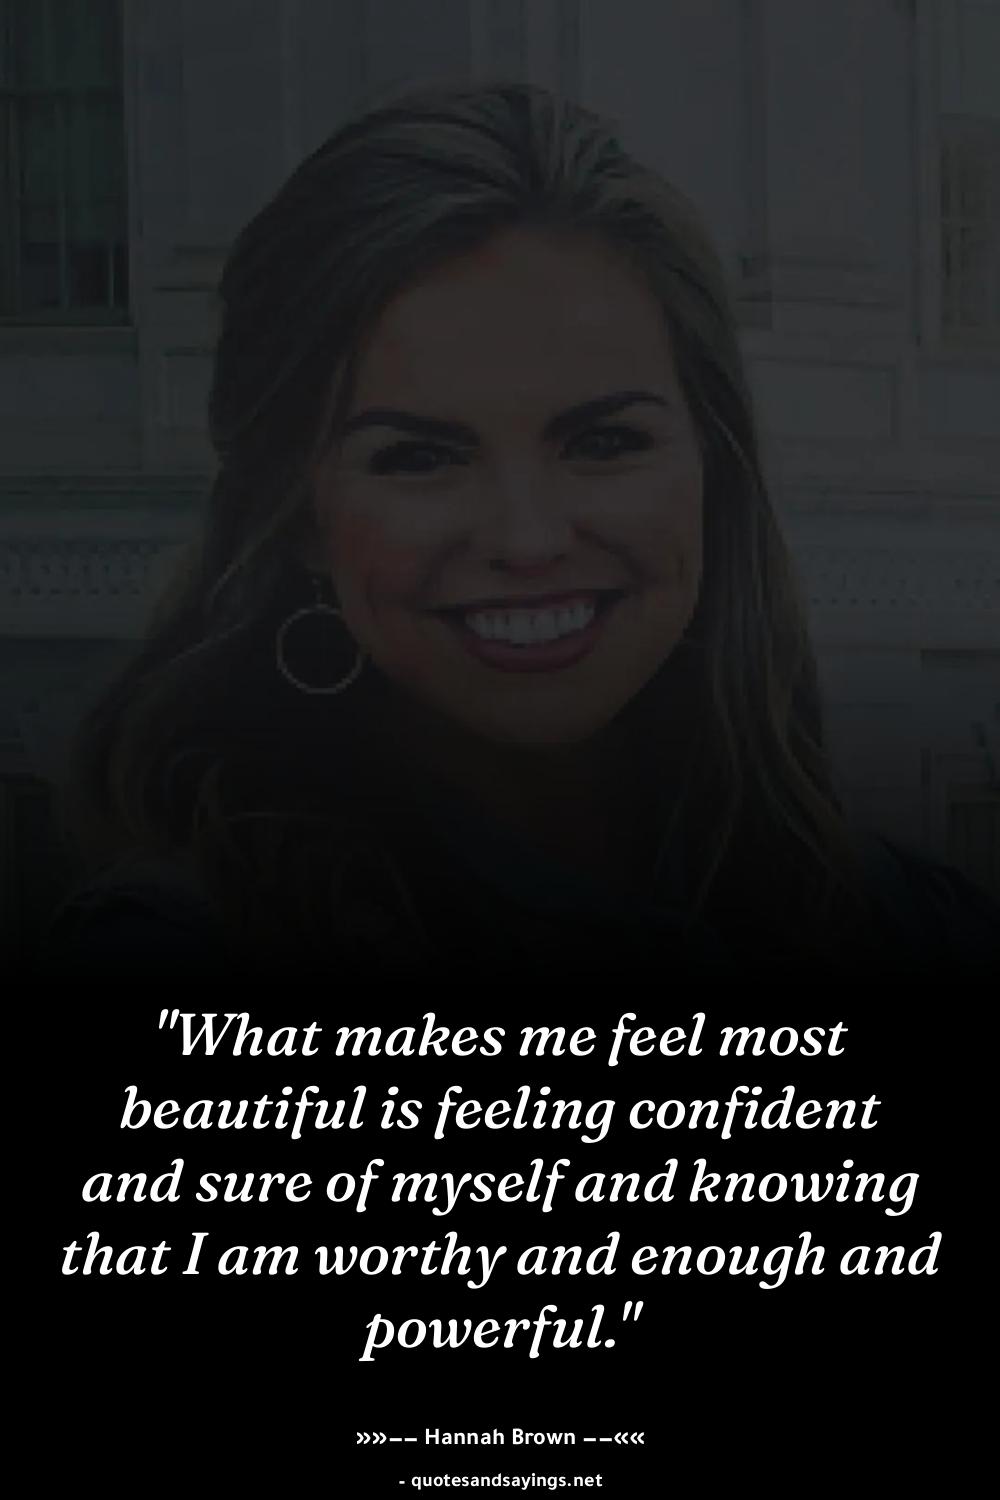 "What makes me feel most
beautiful is feeling confident
and sure of myself and knowing
that I am worthy and enough and
powerful."
»»−− Hannah Brown −−««
- quotesandsayings.net